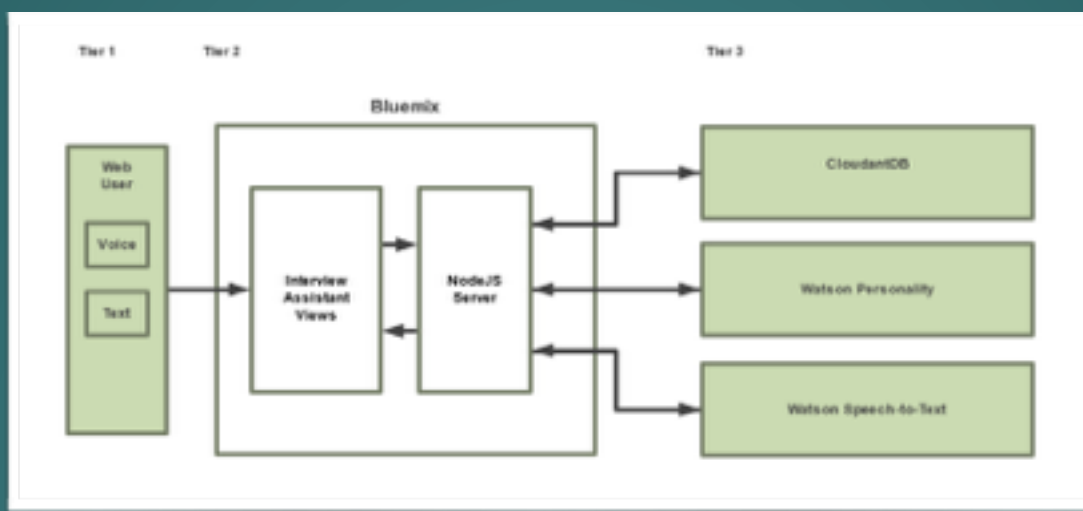 Tier 1
Tier 2
Tier 3
Bluemix
Web
User
Voice
Text
Interview
Assistant
Views
NodeJS
Server
CloudantDB
Watson Personality
Watson Speech-to-Text